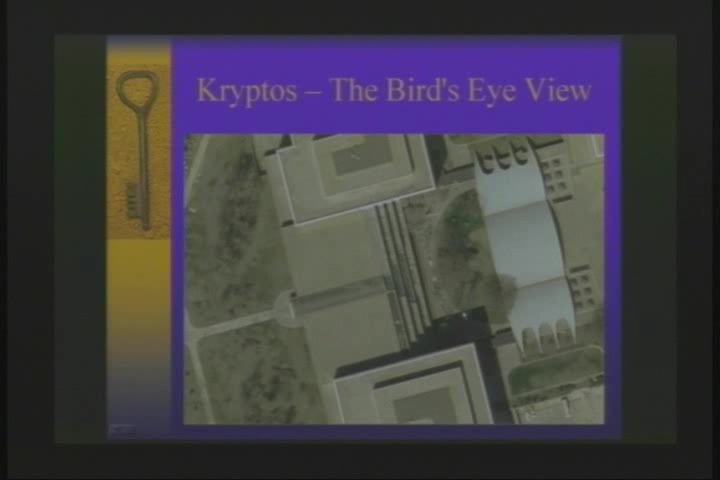 Kryptos – The Bird's Eye View